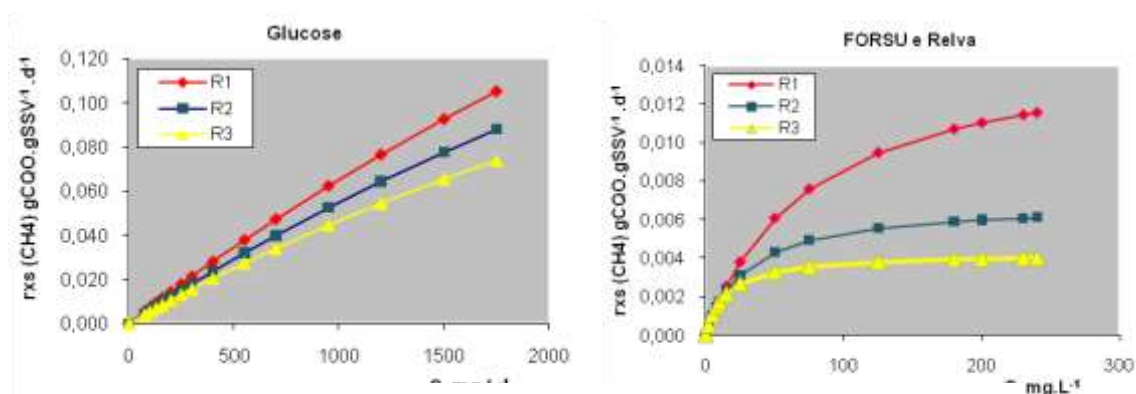 Glucose
rxs (CH4) gCQO.gSSV⁻¹.d⁻¹
0,120
0,100
0,080
0,060
0,040
0,020
0,000
R1
R2
R3
0
500
1000
1500
2000
FORSU e Relva
rxs (CH4) gCQO.gSSV⁻¹.d⁻¹
0,014
0,012
0,010
0,008
0,006
0,004
0,002
0,000
R1
R2
R3
0
100
200
300
mg.L⁻¹